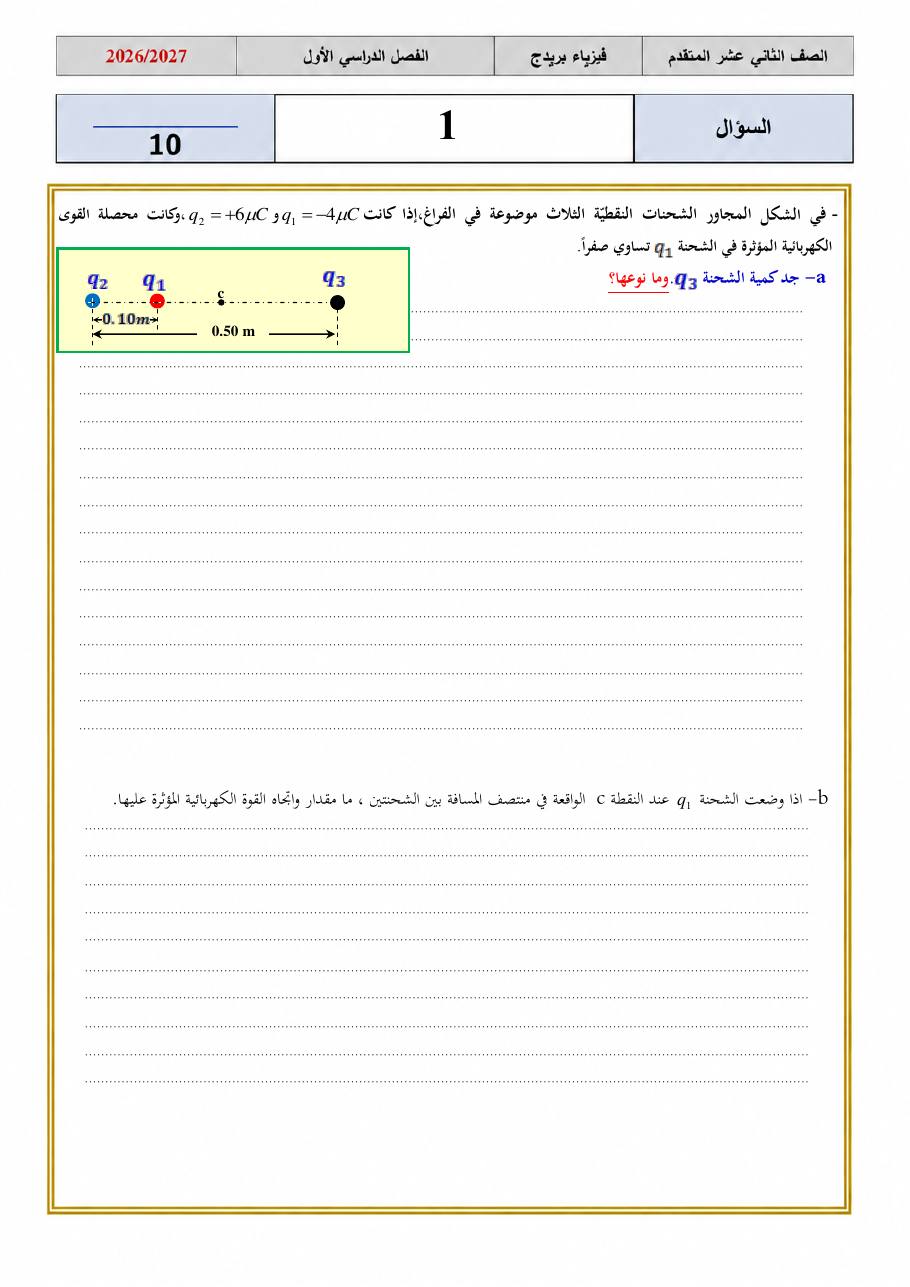 الصف الثاني عشر المتقدم فيزياء بريدج الفصل الدراسي الأول 2026/2027
السؤال 1 10
- في الشكل المجاور الشحنات النقطيّة الثلاث موضوعة في الفراغ،إذا كانت q₁ = −4μC و q₂ = +6μC ،وكانت محصلة القوى
الكهربائية المؤثرة في الشحنة q₁ تساوي صفراً.
a- جد كمية الشحنة q₃.وما نوعها؟
q₂ q₁ c q₃
0.10m
0.50 m
b- اذا وضعت الشحنة q₁ عند النقطة c الواقعة في منتصف المسافة بين الشحنتين ، ما مقدار واتجاه القوة الكهربائية المؤثرة عليها.